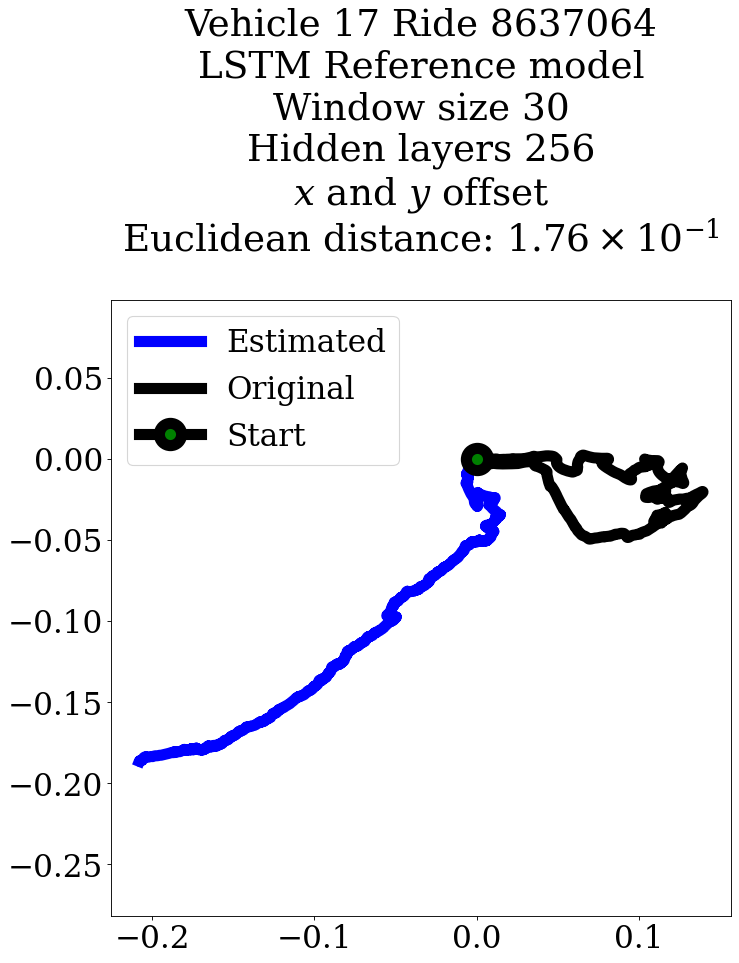 Vehicle 17 Ride 8637064
LSTM Reference model
Window size 30
Hidden layers 256
x and y offset
Euclidean distance: 1.76 × 10⁻¹
Estimated
Original
Start
0.05
0.00
−0.05
−0.10
−0.15
−0.20
−0.25
−0.2 −0.1 0.0 0.1